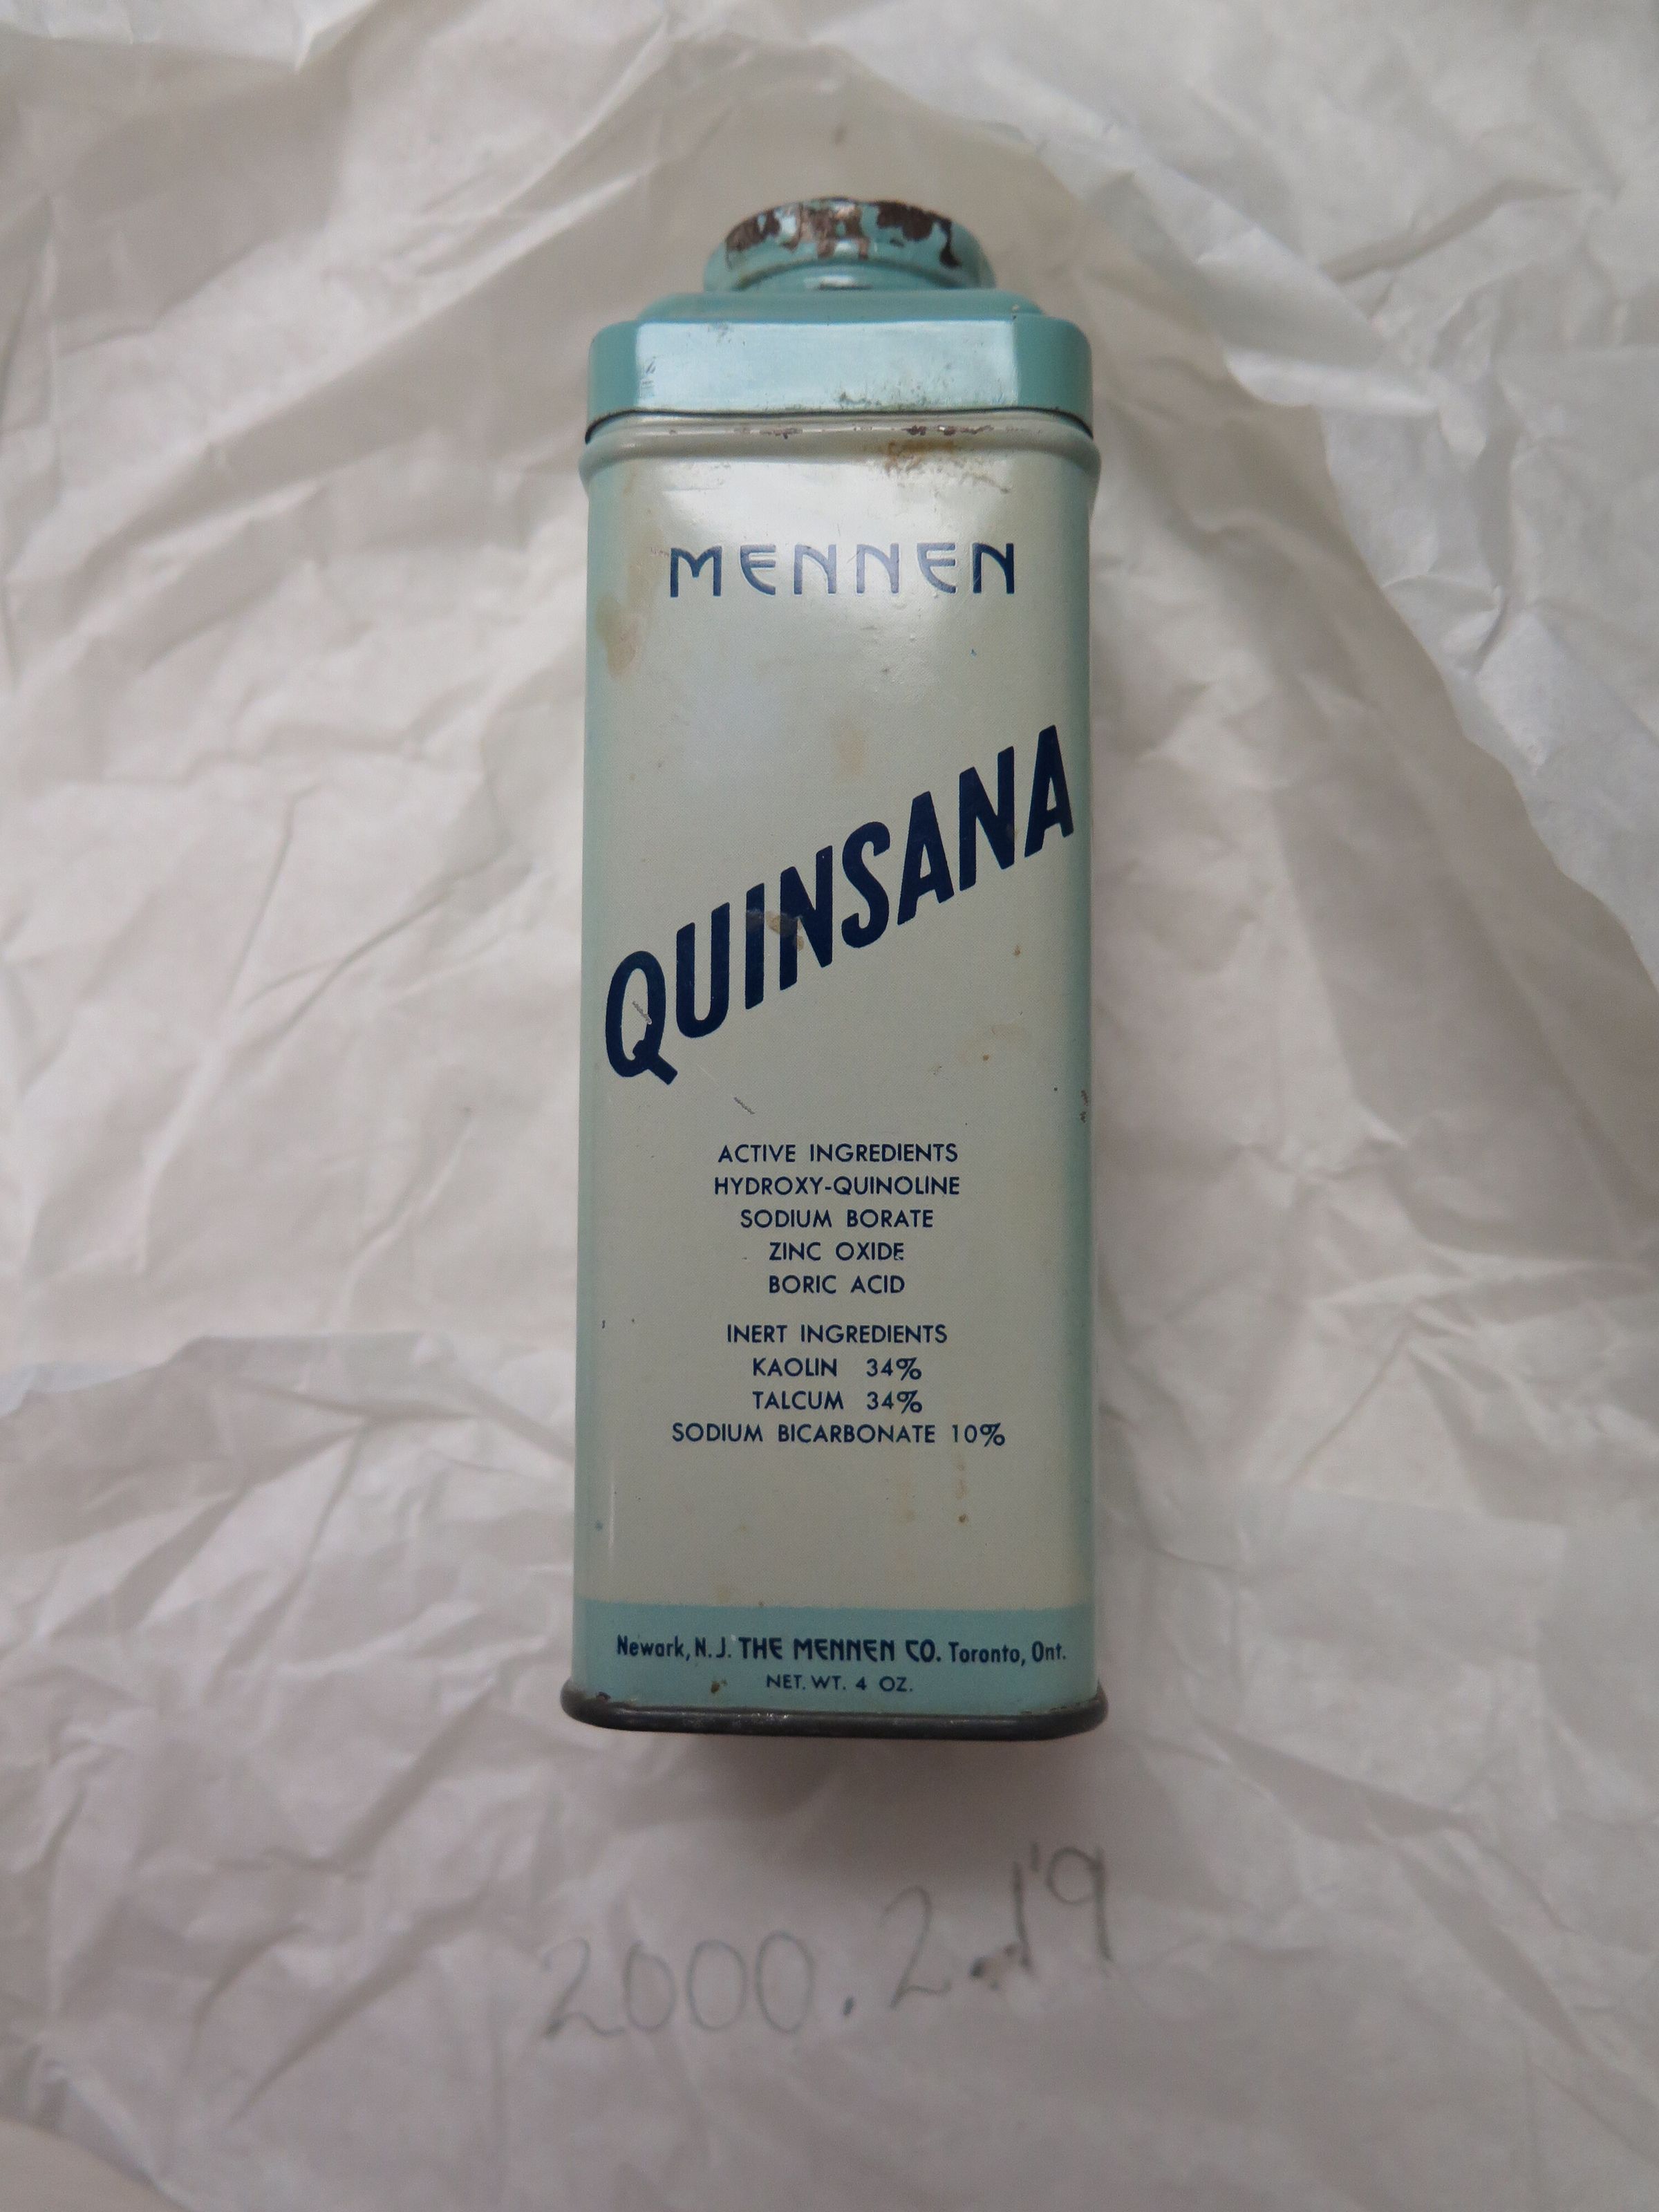 MENNEN
QUINSANA
ACTIVE INGREDIENTS
HYDROXY-QUINOLINE
SODIUM BORATE
ZINC OXIDE
BORIC ACID
INERT INGREDIENTS
KAOLIN 34%
TALCUM 34%
SODIUM BICARBONATE 10%
Newark, N.J. THE MENNEN CO. Toronto, Ont.
NET. WT. 4 OZ.
2000.2.19